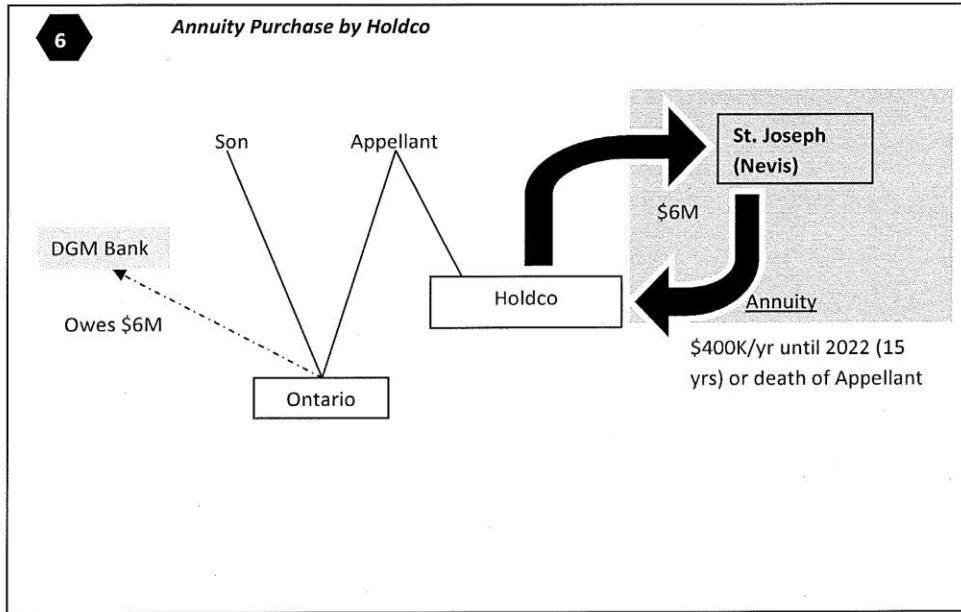 6
Annuity Purchase by Holdco
Son
Appellant
St. Joseph
(Nevis)
$6M
DGM Bank
Holdco
Annuity
Owes $6M
$400K/yr until 2022 (15
yrs) or death of Appellant
Ontario